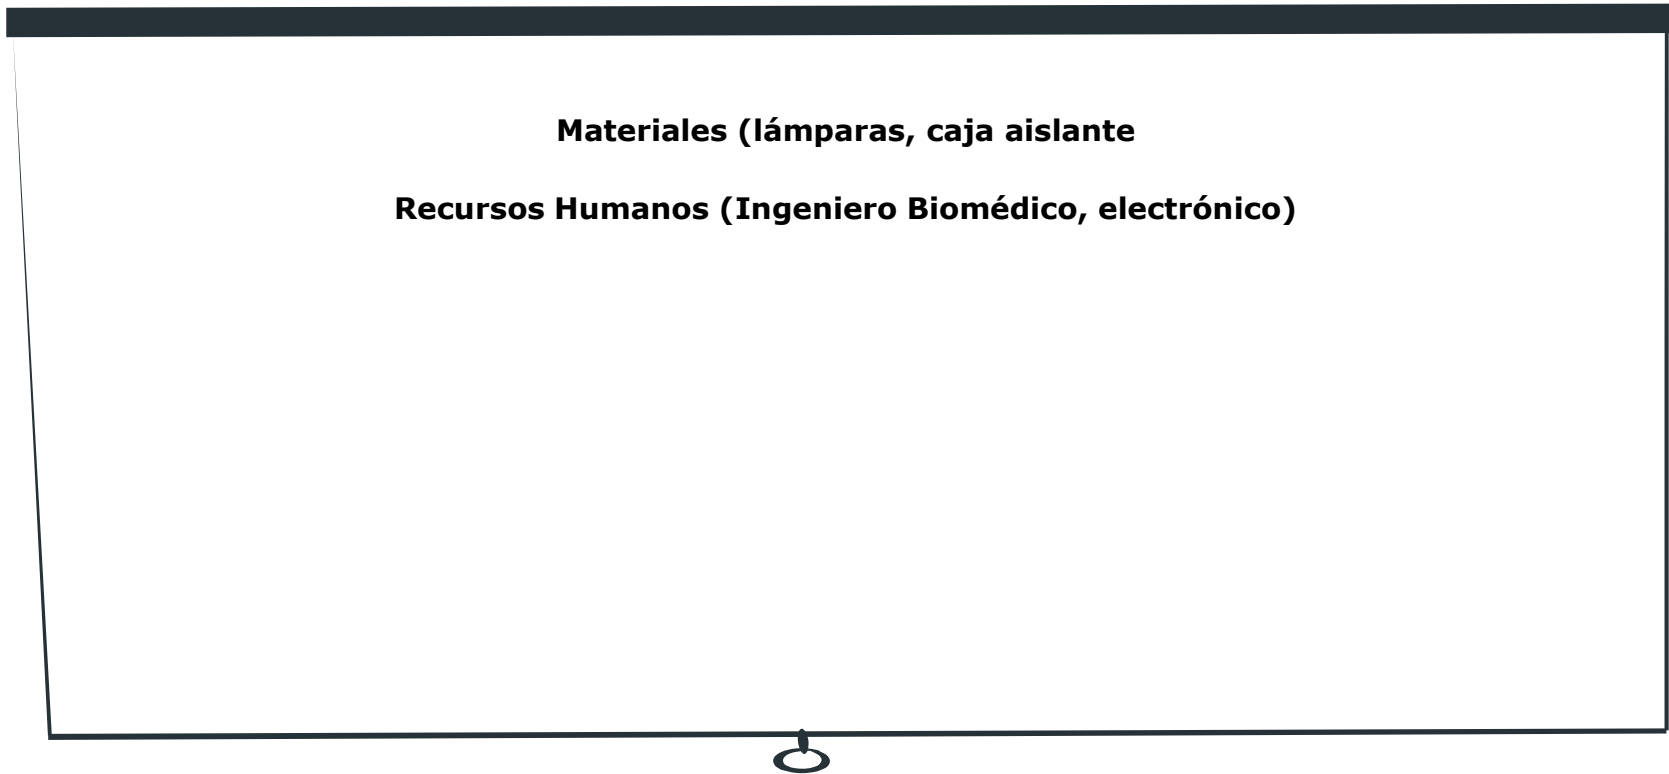 Materiales (lámparas, caja aislante
Recursos Humanos (Ingeniero Biomédico, electrónico)